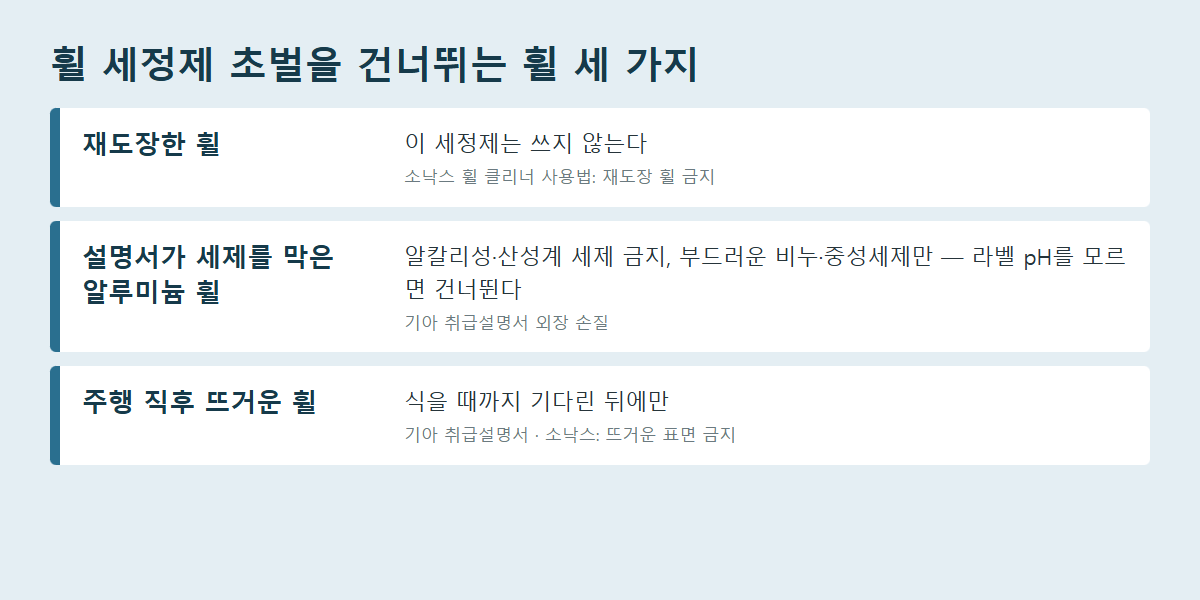 휠 세정제 초벌을 건너뛰는 휠 세 가지
재도장한 휠
이 세정제는 쓰지 않는다
소낙스 휠 클리너 사용법: 재도장 휠 금지
설명서가 세제를 막은
알루미늄 휠
알칼리성·산성계 세제 금지, 부드러운 비누·중성세제만 — 라벨 pH를 모르
면 건너뛴다
기아 취급설명서 외장 손질
주행 직후 뜨거운 휠
식을 때까지 기다린 뒤에만
기아 취급설명서 · 소낙스: 뜨거운 표면 금지